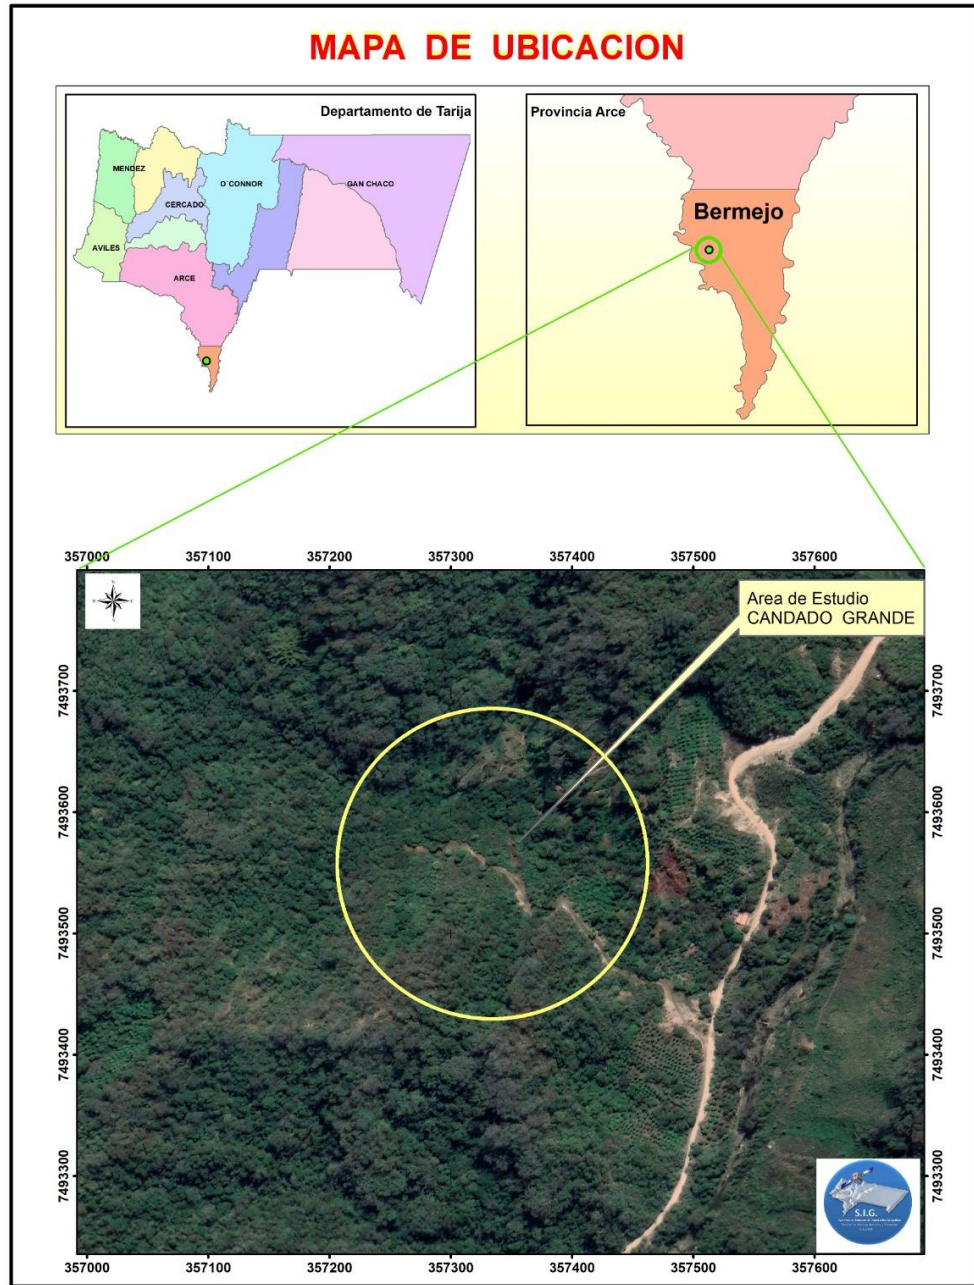 MAPA DE UBICACION
Departamento de Tarija
MENDEZ
O´CONNOR
GAN CHACO
CERCADO
AVILES
ARCE
Provincia Arce
Bermejo
357000 357100 357200 357300 357400 357500 357600
Area de Estudio
CANDADO GRANDE
7493700 7493700
7493600 7493600
7493500 7493500
7493400 7493400
7493300 7493300
S.I.G.
357000 357100 357200 357300 357400 357500 357600